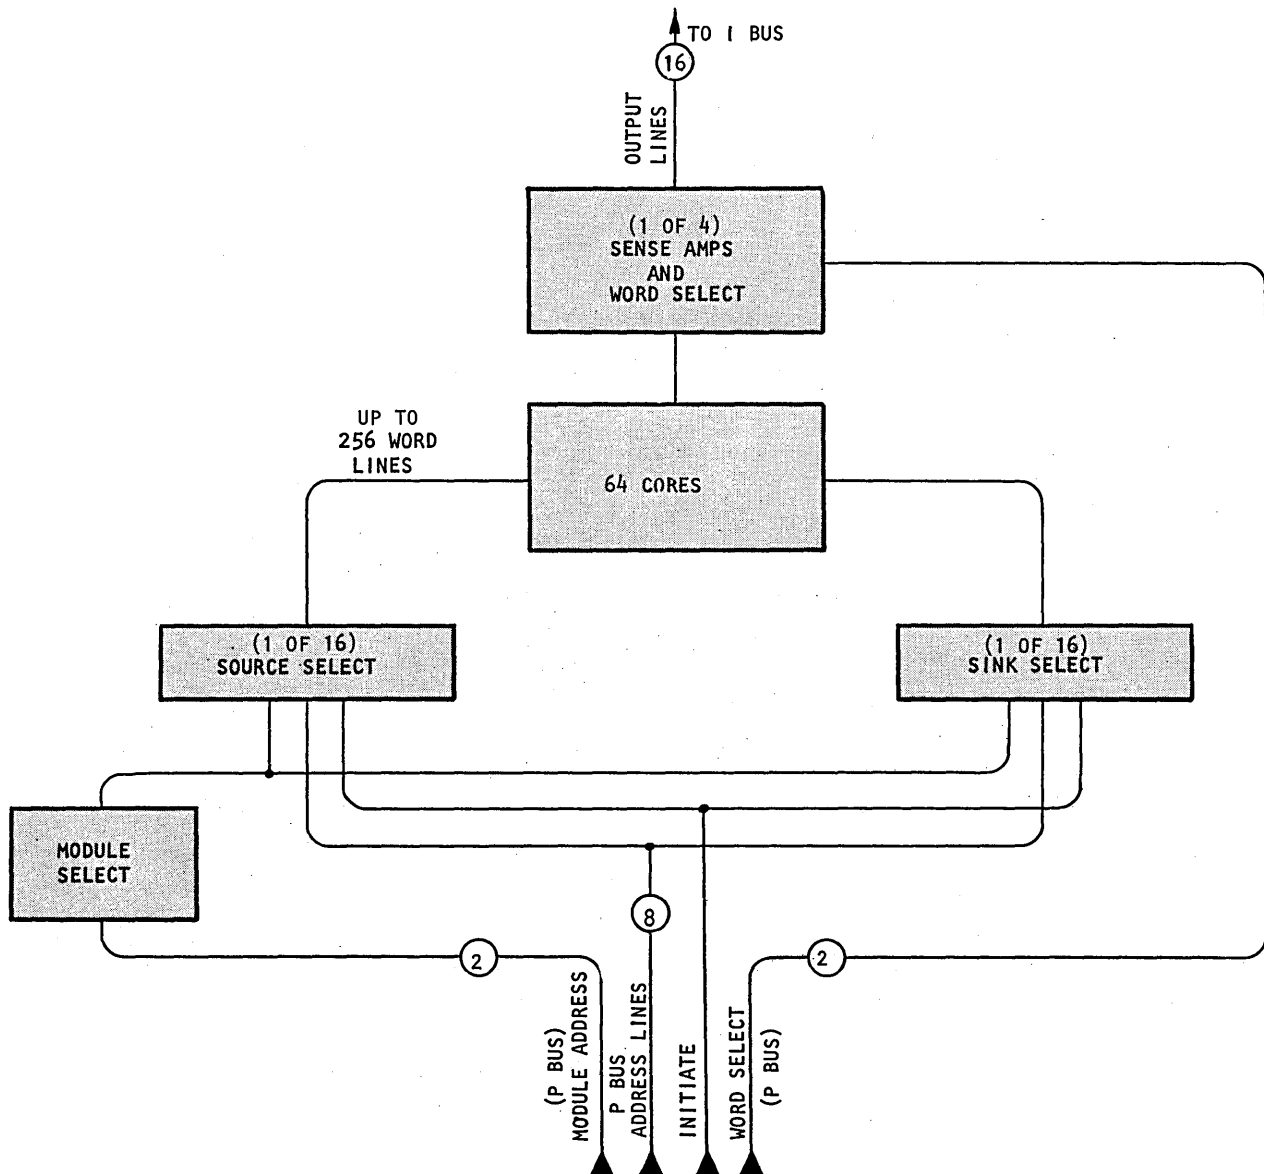 TO I BUS
16
OUTPUT
LINES
(1 OF 4)
SENSE AMPS
AND
WORD SELECT
UP TO
256 WORD
LINES
64 CORES
(1 OF 16)
SOURCE SELECT
(1 OF 16)
SINK SELECT
MODULE
SELECT
8
2
2
(P BUS)
MODULE ADDRESS
P BUS
ADDRESS LINES
INITIATE
WORD SELECT
(P BUS)